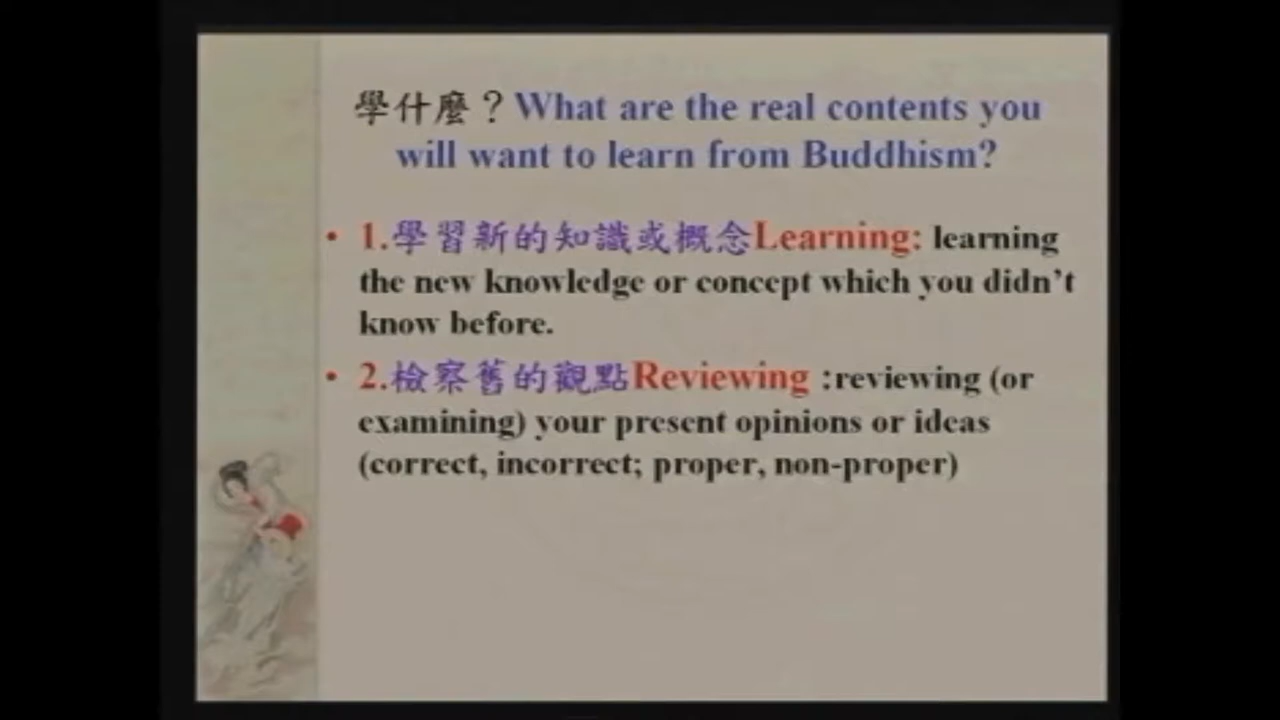 學什麼？What are the real contents you
will want to learn from Buddhism?
• 1.學習新的知識或概念Learning: learning
the new knowledge or concept which you didn't
know before.
• 2.檢察舊的觀點Reviewing :reviewing (or
examining) your present opinions or ideas
(correct, incorrect; proper, non-proper)